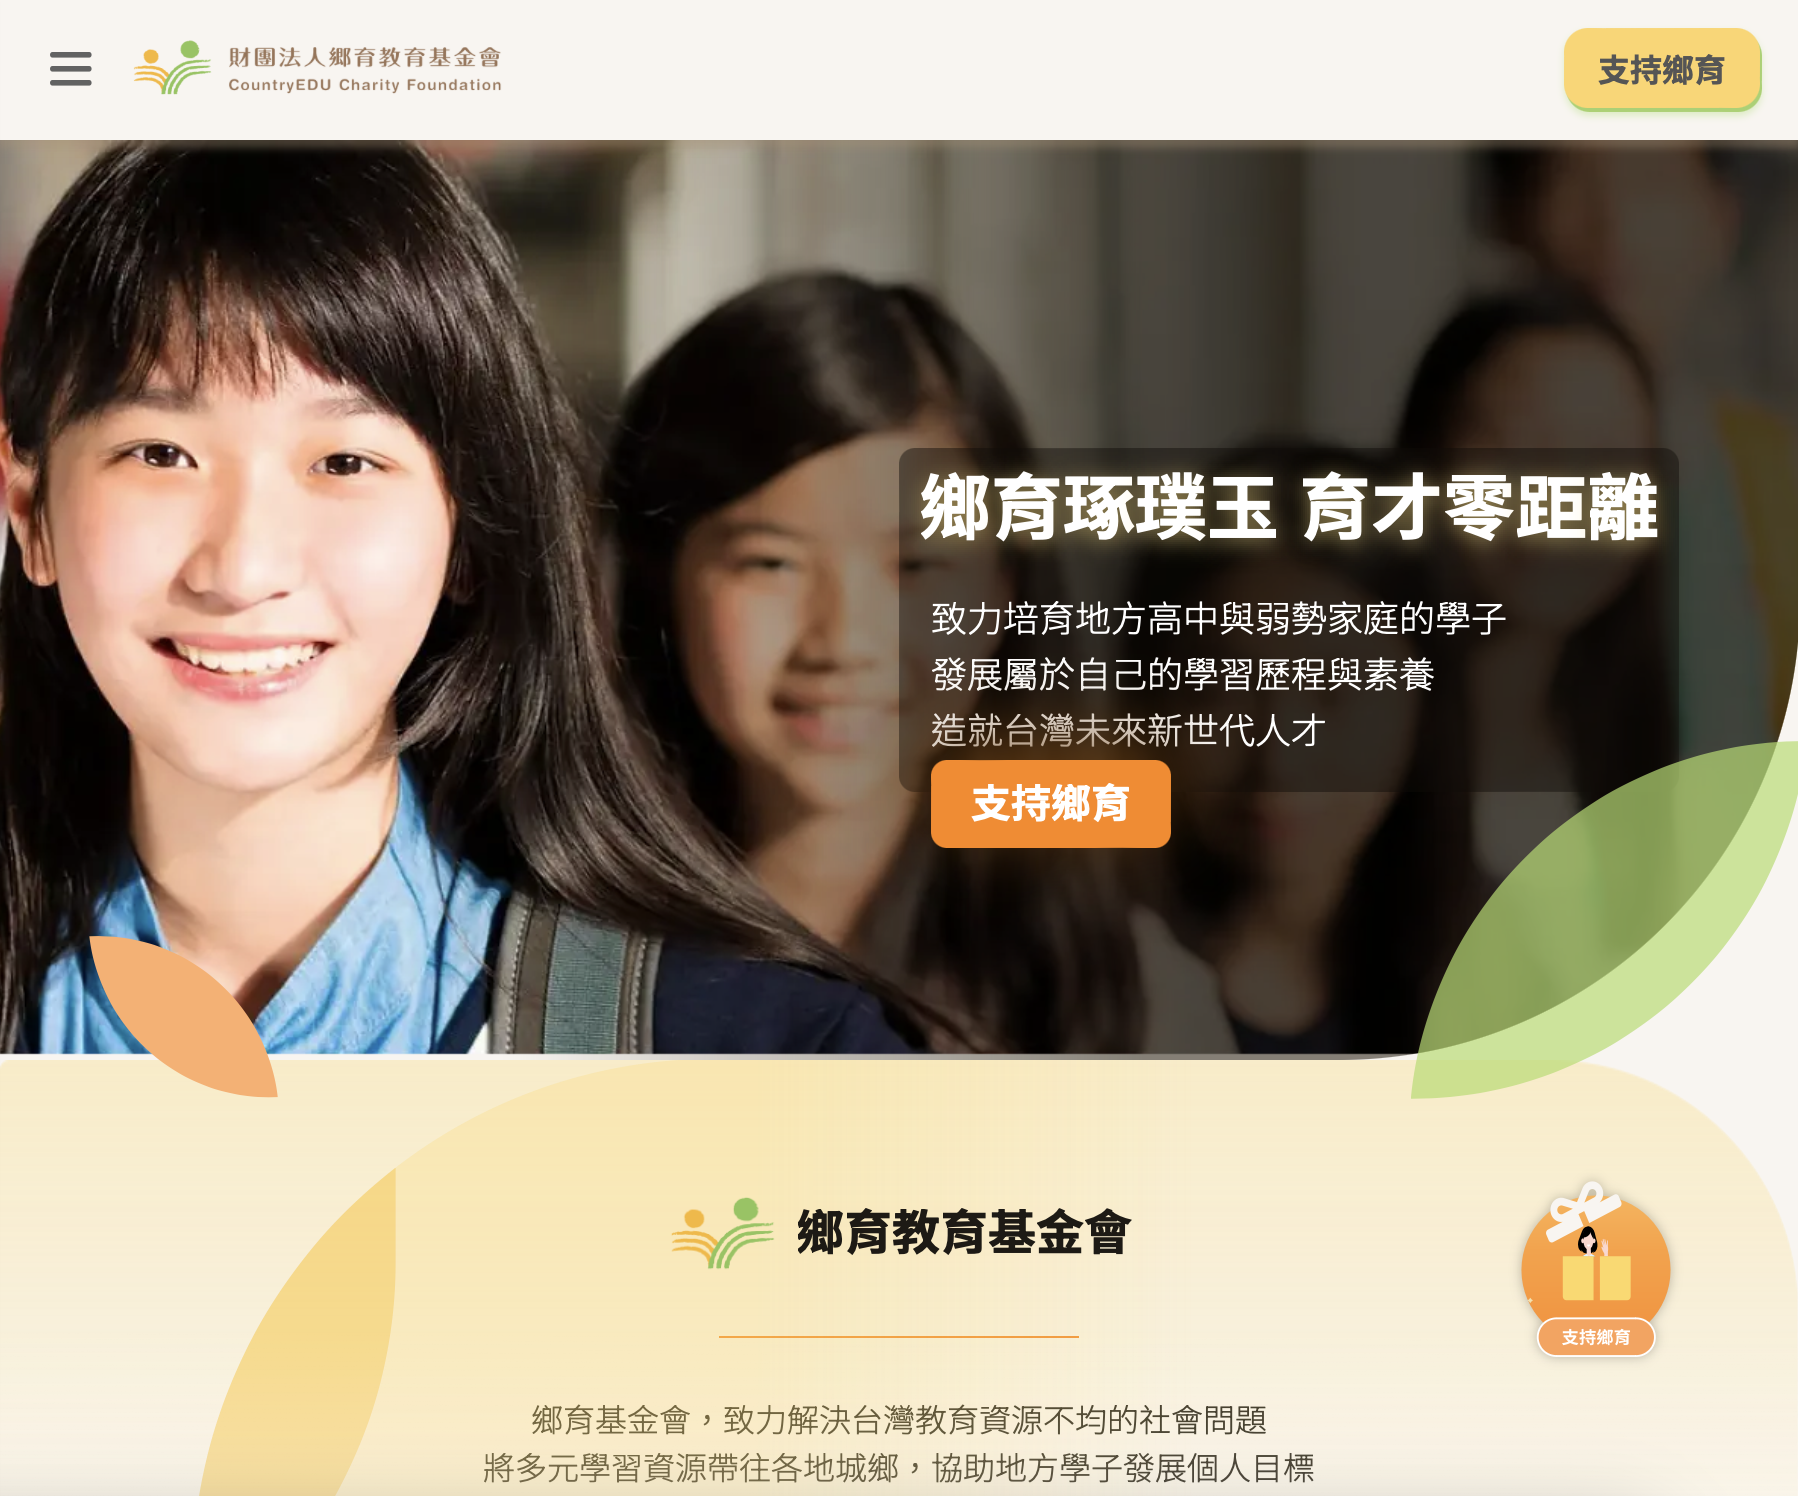 財團法人鄉育教育基金會
CountryEDU Charity Foundation
支持鄉育
鄉育琢璞玉 育才零距離
致力培育地方高中與弱勢家庭的學子
發展屬於自己的學習歷程與素養
造就台灣未來新世代人才
支持鄉育
鄉育教育基金會
支持鄉育
鄉育基金會，致力解決台灣教育資源不均的社會問題
將多元學習資源帶往各地城鄉，協助地方學子發展個人目標